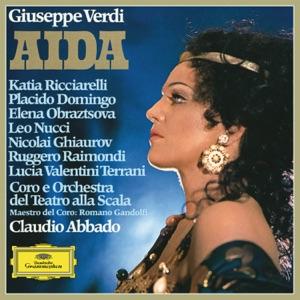 Giuseppe Verdi
AIDA
Katia Ricciarelli
Placido Domingo
Elena Obraztsova
Leo Nucci
Nicolai Ghiaurov
Ruggero Raimondi
Lucia Valentini Terrani
Coro e Orchestra
del Teatro alla Scala
Maestro del Coro: Romano Gandolfi
Claudio Abbado
Deutsche
Grammophon